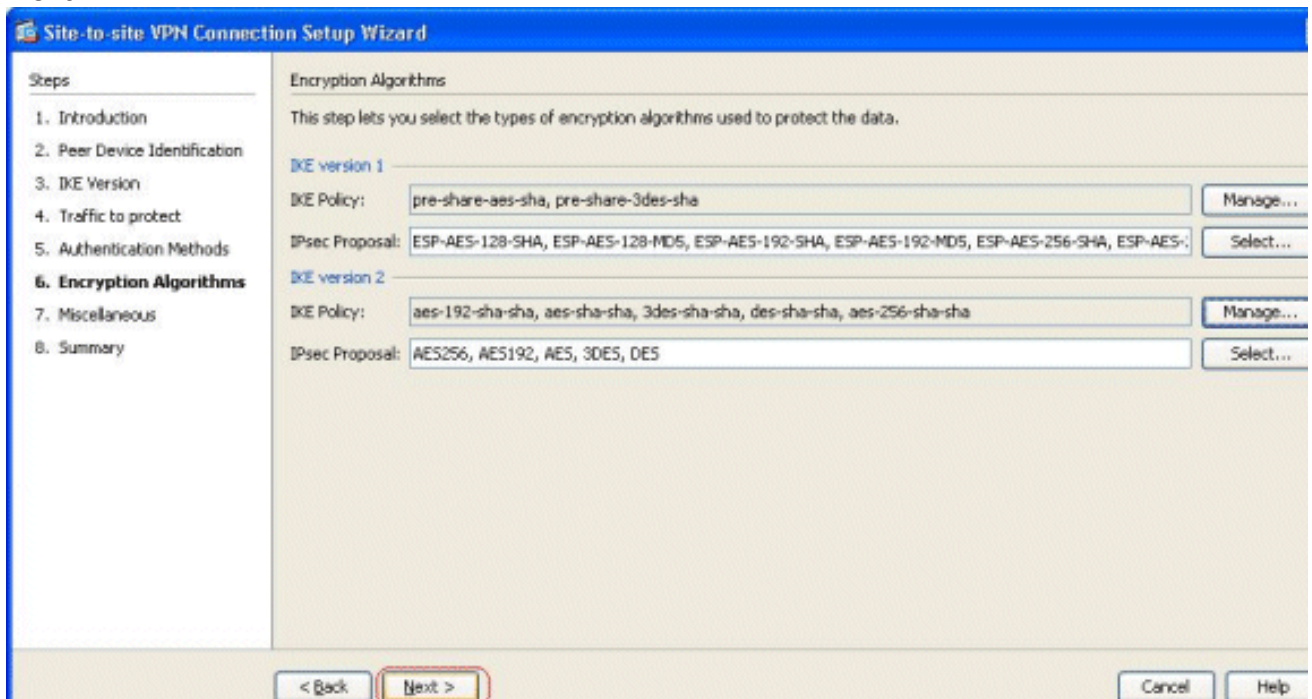 Site-to-site VPN Connection Setup Wizard
Steps
1. Introduction
2. Peer Device Identification
3. IKE Version
4. Traffic to protect
5. Authentication Methods
6. Encryption Algorithms
7. Miscellaneous
8. Summary
Encryption Algorithms
This step lets you select the types of encryption algorithms used to protect the data.
IKE version 1
IKE Policy: pre-share-aes-sha, pre-share-3des-sha Manage...
IPsec Proposal: ESP-AES-128-SHA, ESP-AES-128-MD5, ESP-AES-192-SHA, ESP-AES-192-MD5, ESP-AES-256-SHA, ESP-AES- Select...
IKE version 2
IKE Policy: aes-192-sha-sha, aes-sha-sha, 3des-sha-sha, des-sha-sha, aes-256-sha-sha Manage...
IPsec Proposal: AES256, AES192, AES, 3DES, DES Select...
< Back Next > Cancel Help